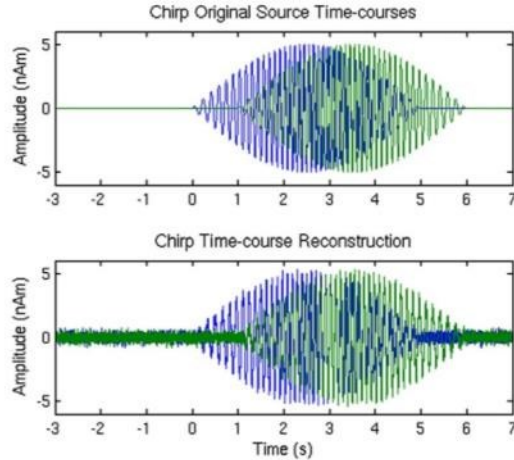 Chirp Original Source Time-courses
Amplitude (nAm)
5
0
-5
-3 -2 -1 0 1 2 3 4 5 6 7
Chirp Time-course Reconstruction
Amplitude (nAm)
5
0
-5
-3 -2 -1 0 1 2 3 4 5 6 7
Time (s)